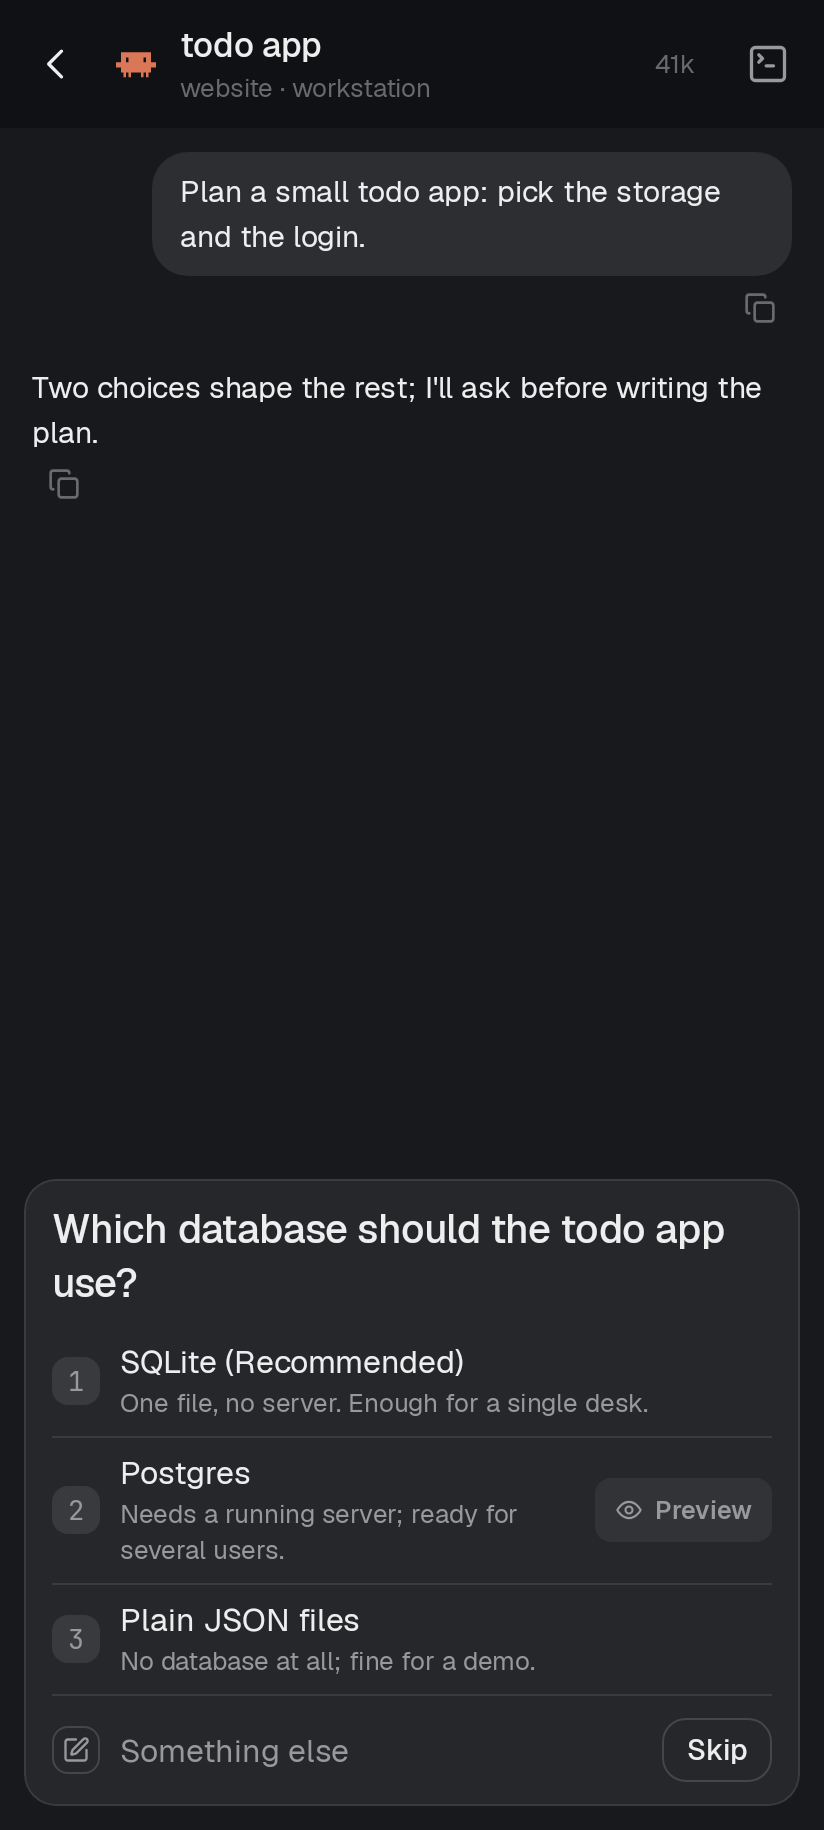 todo app
website · workstation
41k
Plan a small todo app: pick the storage
and the login.
Two choices shape the rest; I'll ask before writing the
plan.
Which database should the todo app
use?
1
SQLite (Recommended)
One file, no server. Enough for a single desk.
2
Postgres
Needs a running server; ready for
several users.
Preview
3
Plain JSON files
No database at all; fine for a demo.
Something else
Skip